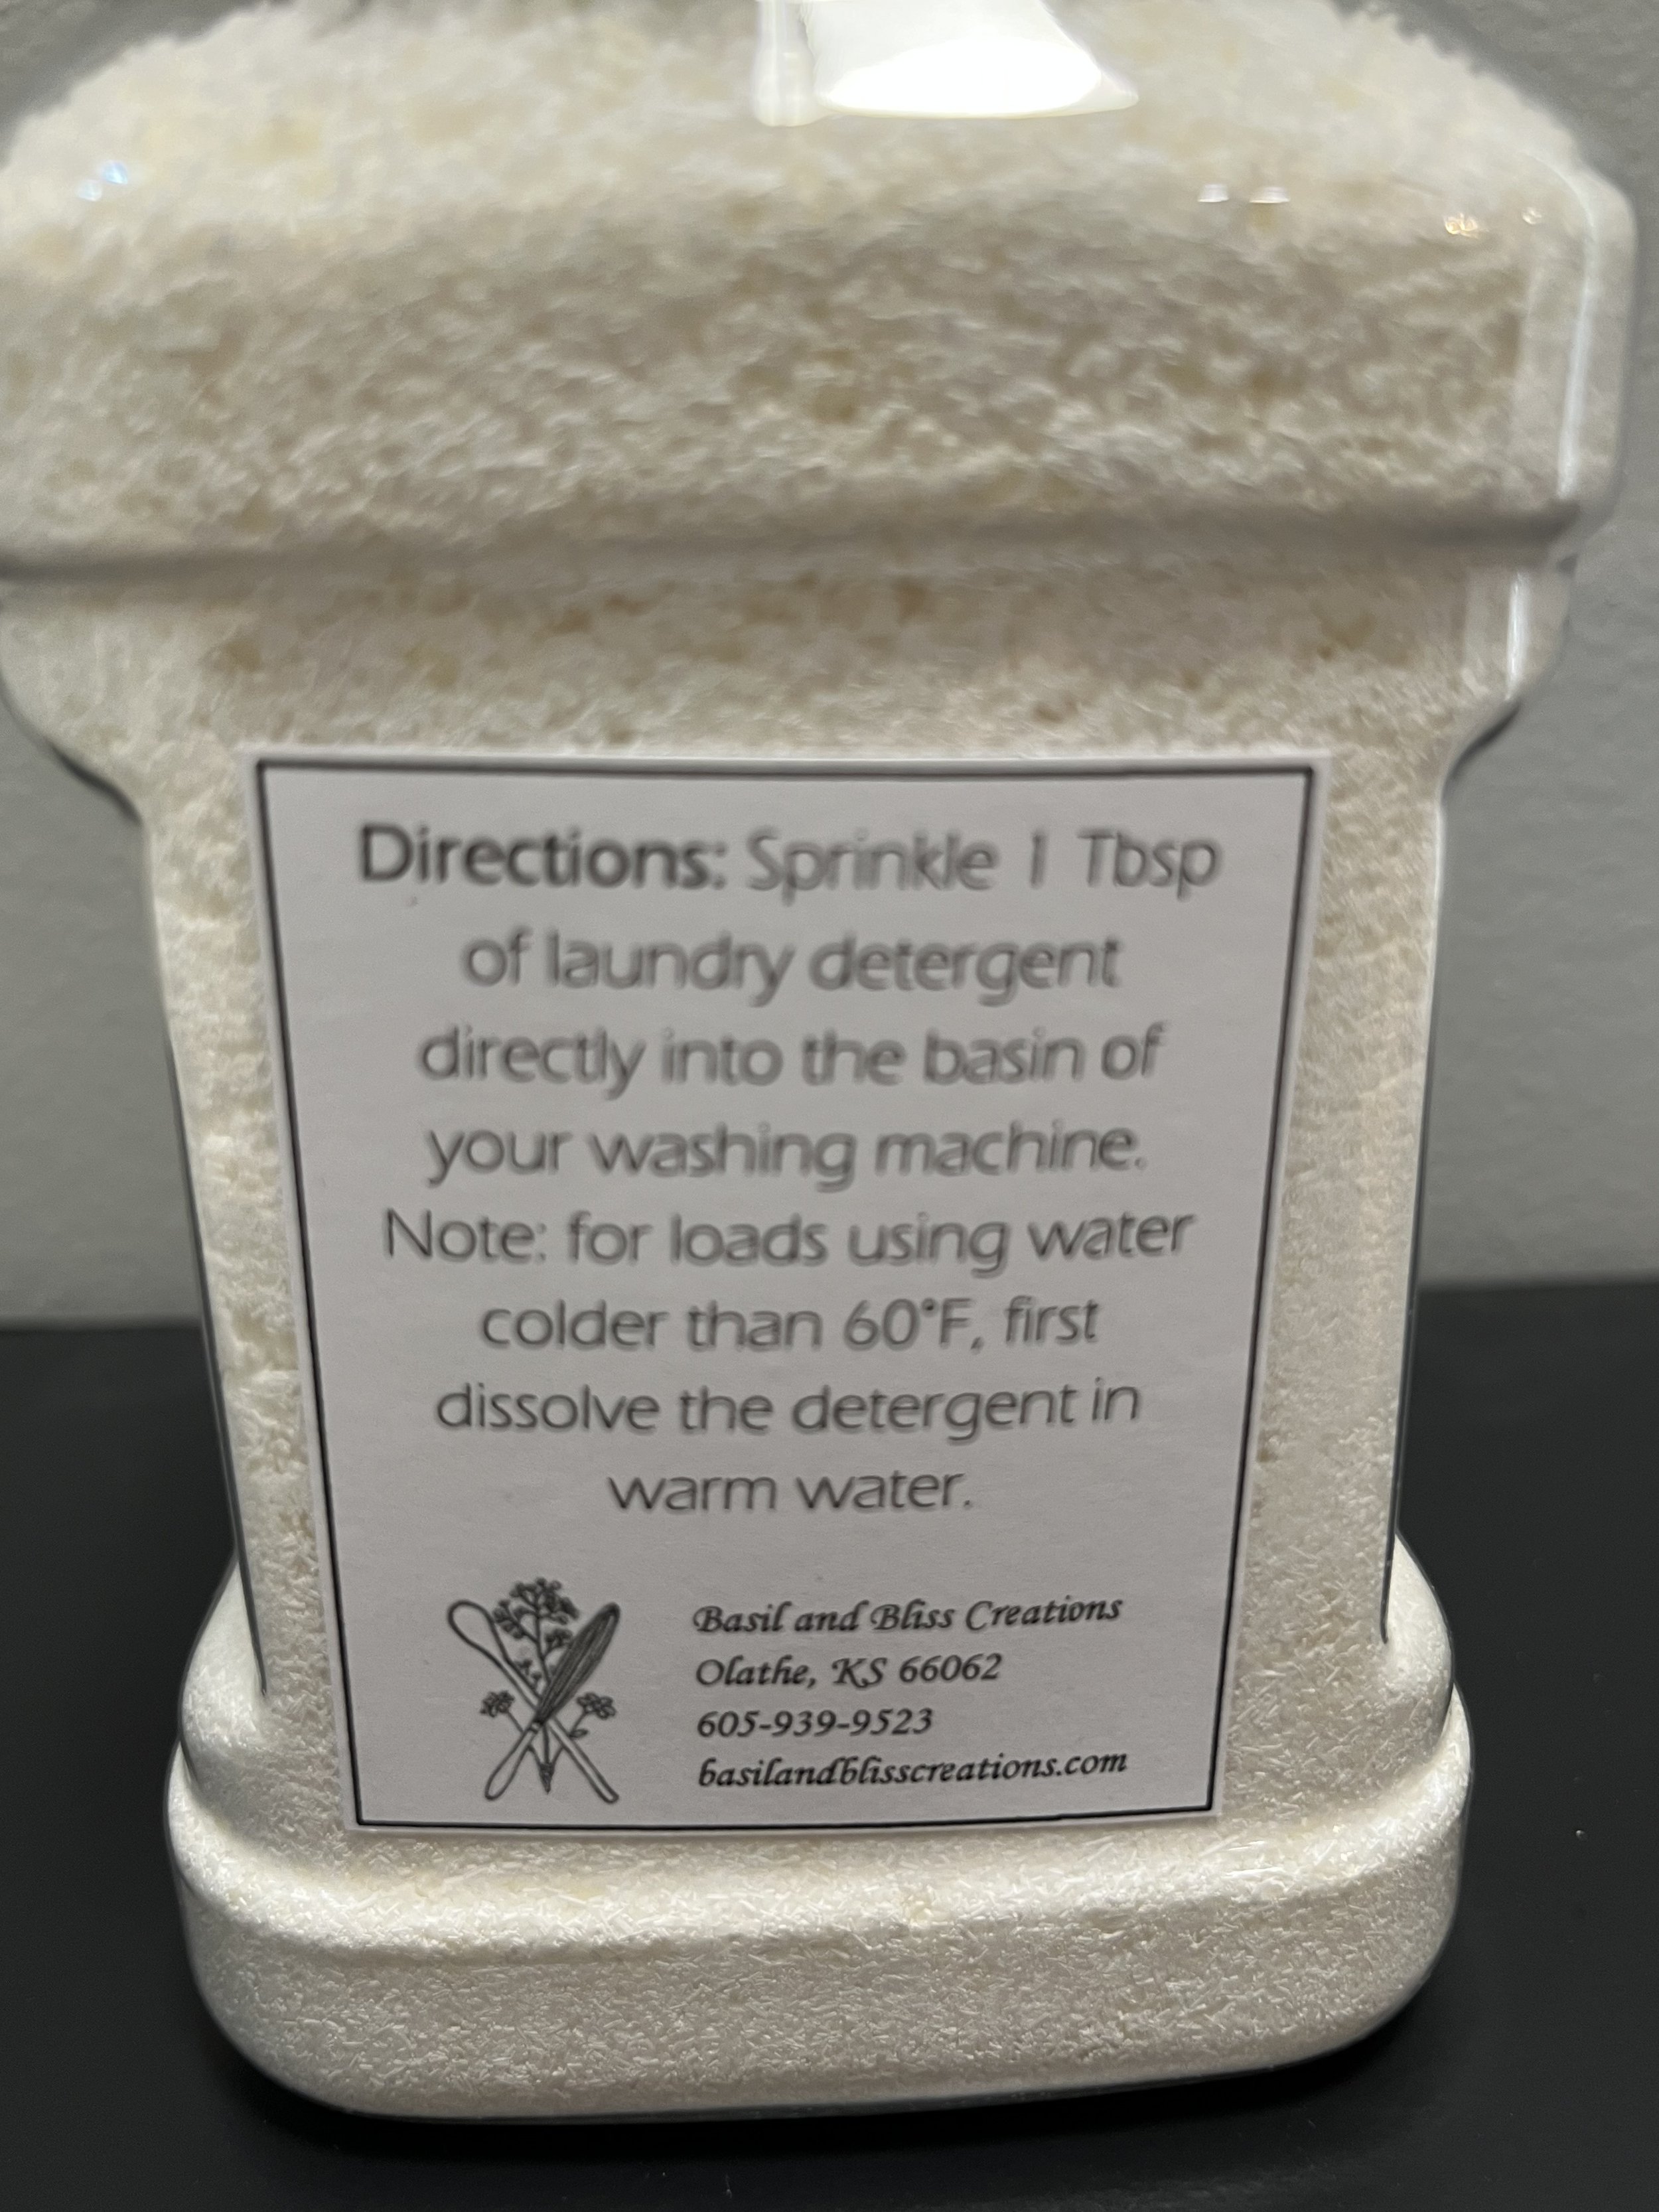 Directions: Sprinkle 1 Tbsp
of laundry detergent
directly into the basin of
your washing machine.
Note: for loads using water
colder than 60°F, first
dissolve the detergent in
warm water.
Basil and Bliss Creations
Olathe, KS 66062
605-939-9523
basilandblisscreations.com